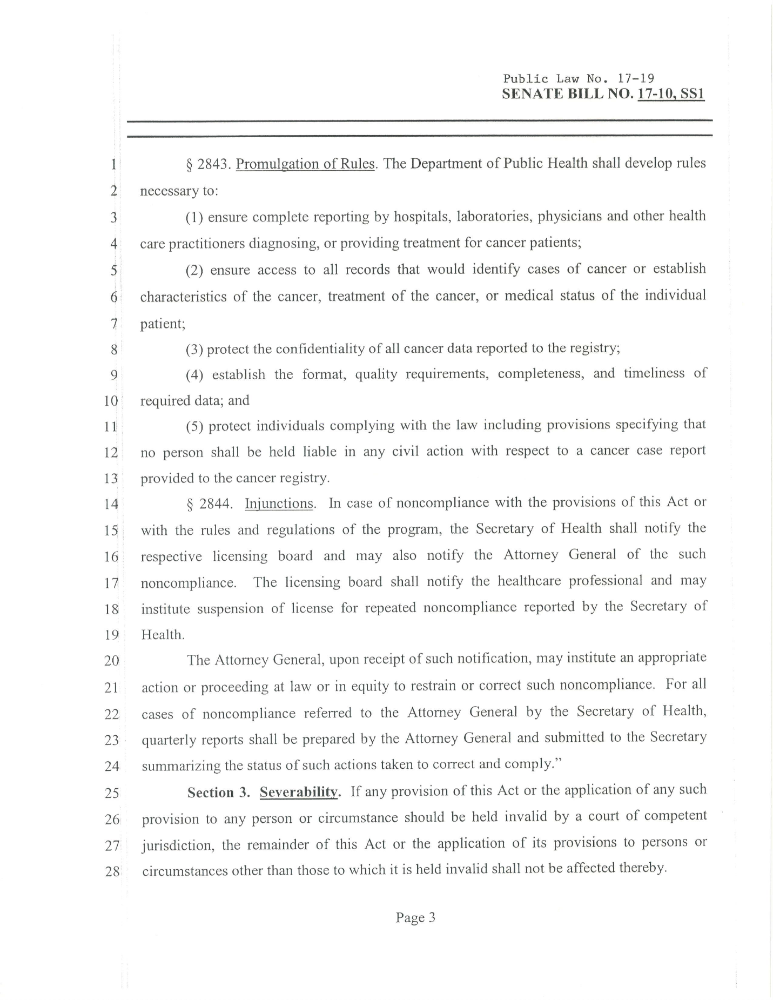 Public Law No. 17-19
SENATE BILL NO. 17-10, SS1
1 § 2843. Promulgation of Rules. The Department of Public Health shall develop rules
2 necessary to:
3 (1) ensure complete reporting by hospitals, laboratories, physicians and other health
4 care practitioners diagnosing, or providing treatment for cancer patients;
5 (2) ensure access to all records that would identify cases of cancer or establish
6 characteristics of the cancer, treatment of the cancer, or medical status of the individual
7 patient;
8 (3) protect the confidentiality of all cancer data reported to the registry;
9 (4) establish the format, quality requirements, completeness, and timeliness of
10 required data; and
11 (5) protect individuals complying with the law including provisions specifying that
12 no person shall be held liable in any civil action with respect to a cancer case report
13 provided to the cancer registry.
14 § 2844. Injunctions. In case of noncompliance with the provisions of this Act or
15 with the rules and regulations of the program, the Secretary of Health shall notify the
16 respective licensing board and may also notify the Attorney General of the such
17 noncompliance. The licensing board shall notify the healthcare professional and may
18 institute suspension of license for repeated noncompliance reported by the Secretary of
19 Health.
20 The Attorney General, upon receipt of such notification, may institute an appropriate
21 action or proceeding at law or in equity to restrain or correct such noncompliance. For all
22 cases of noncompliance referred to the Attorney General by the Secretary of Health,
23 quarterly reports shall be prepared by the Attorney General and submitted to the Secretary
24 summarizing the status of such actions taken to correct and comply.”
25 Section 3. Severability. If any provision of this Act or the application of any such
26 provision to any person or circumstance should be held invalid by a court of competent
27 jurisdiction, the remainder of this Act or the application of its provisions to persons or
28 circumstances other than those to which it is held invalid shall not be affected thereby.
Page 3